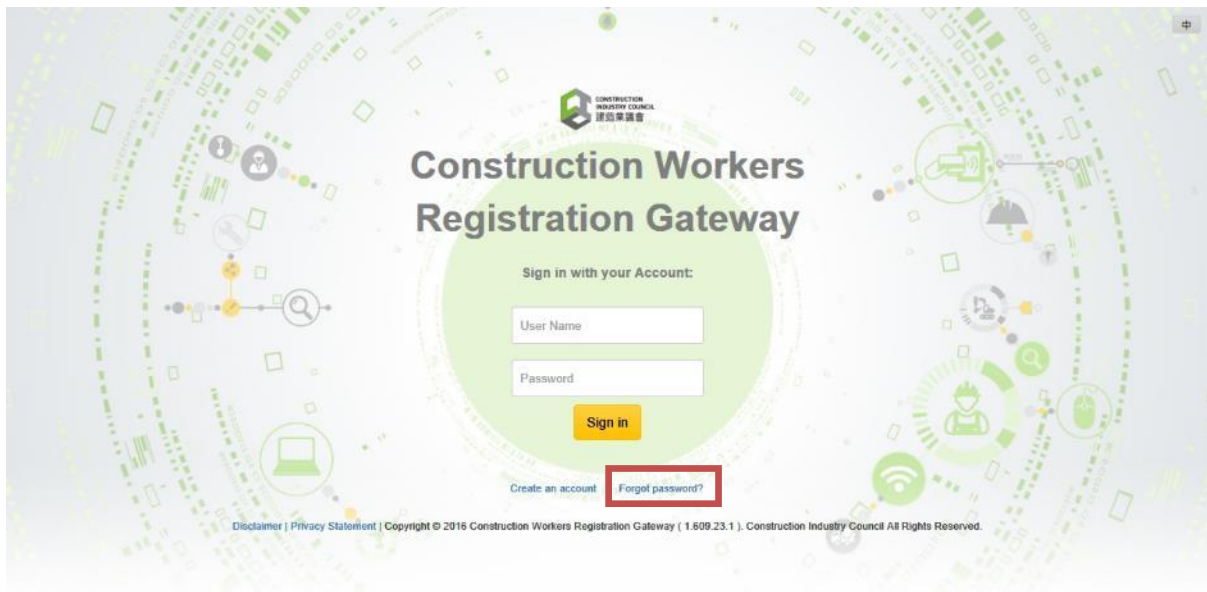 中
CONSTRUCTION
INDUSTRY COUNCIL
建造業議會
Construction Workers
Registration Gateway
Sign in with your Account:
User Name
Password
Sign in
Create an account Forgot password?
Disclaimer | Privacy Statement | Copyright © 2016 Construction Workers Registration Gateway ( 1.609.23.1 ). Construction Industry Council All Rights Reserved.